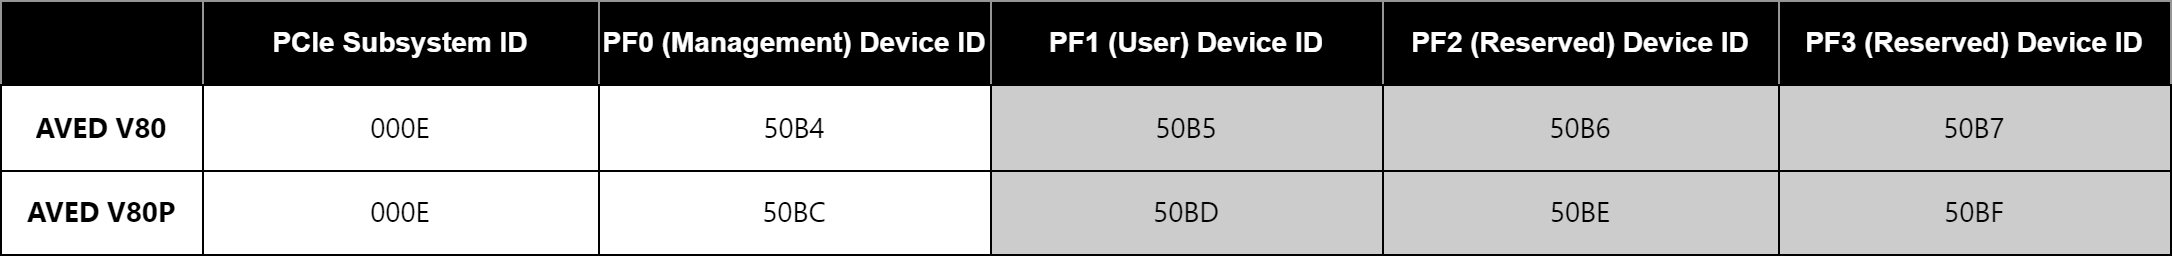 PCIe Subsystem ID PF0 (Management) Device ID PF1 (User) Device ID PF2 (Reserved) Device ID PF3 (Reserved) Device ID
AVED V80 000E 50B4 50B5 50B6 50B7
AVED V80P 000E 50BC 50BD 50BE 50BF